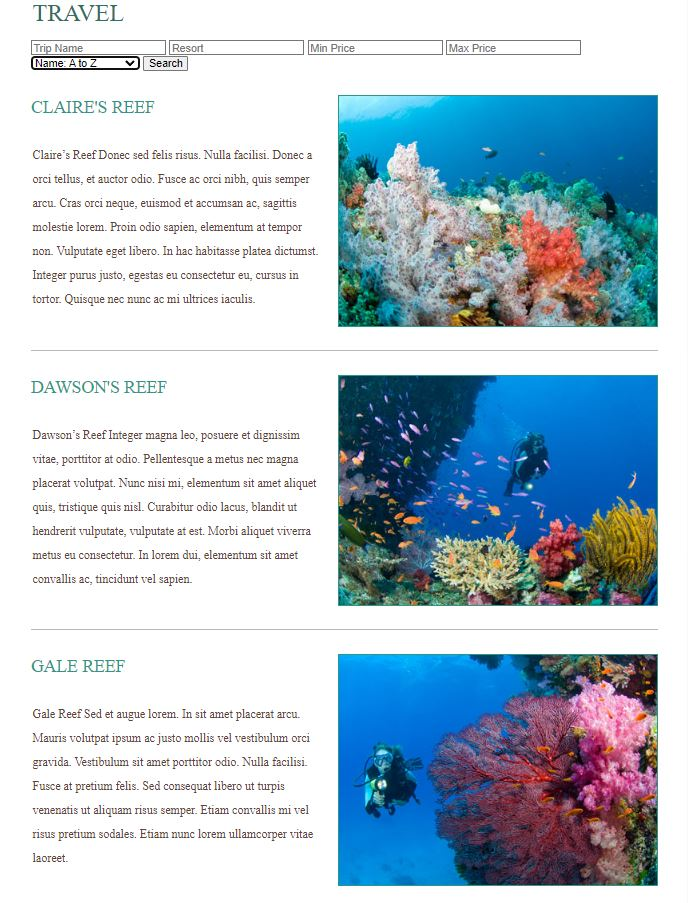 TRAVEL
Trip Name Resort Min Price Max Price
Name: A to Z Search
CLAIRE'S REEF
Claire’s Reef Donec sed felis risus. Nulla facilisi. Donec a
orci tellus, et auctor odio. Fusce ac orci nibh, quis semper
arcu. Cras orci neque, euismod et accumsan ac, sagittis
molestie lorem. Proin odio sapien, elementum at tempor
non. Vulputate eget libero. In hac habitasse platea dictumst.
Integer purus justo, egestas eu consectetur eu, cursus in
tortor. Quisque nec nunc ac mi ultrices iaculis.
DAWSON'S REEF
Dawson’s Reef Integer magna leo, posuere et dignissim
vitae, porttitor at odio. Pellentesque a metus nec magna
placerat volutpat. Nunc nisi mi, elementum sit amet aliquet
quis, tristique quis nisl. Curabitur odio lacus, blandit ut
hendrerit vulputate, vulputate at est. Morbi aliquet viverra
metus eu consectetur. In lorem dui, elementum sit amet
convallis ac, tincidunt vel sapien.
GALE REEF
Gale Reef Sed et augue lorem. In sit amet placerat arcu.
Mauris volutpat ipsum ac justo mollis vel vestibulum orci
gravida. Vestibulum sit amet porttitor odio. Nulla facilisi.
Fusce at pretium felis. Sed consequat libero ut turpis
venenatis ut aliquam risus semper. Etiam convallis mi vel
risus pretium sodales. Etiam nunc lorem ullamcorper vitae
laoreet.